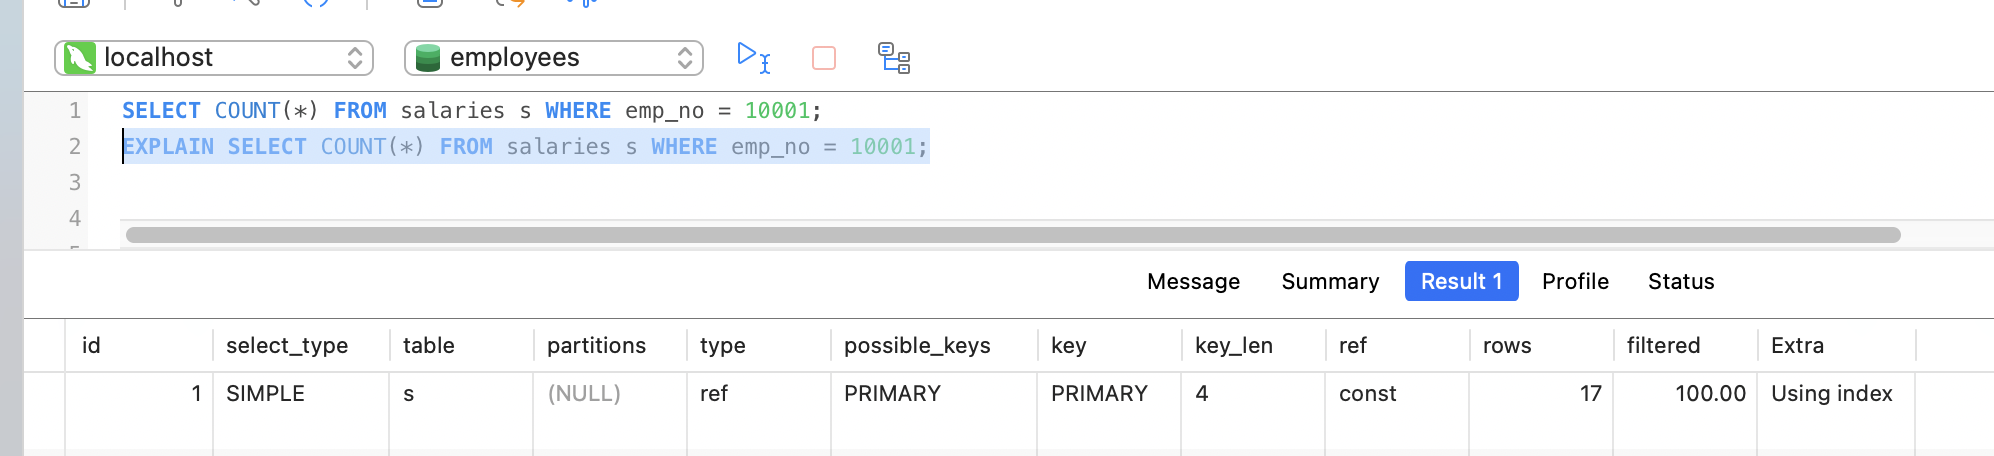 localhost employees
1 SELECT COUNT(*) FROM salaries s WHERE emp_no = 10001;
2 EXPLAIN SELECT COUNT(*) FROM salaries s WHERE emp_no = 10001;
3
4
Message Summary Result 1 Profile Status
id select_type table partitions type possible_keys key key_len ref rows filtered Extra
1 SIMPLE s (NULL) ref PRIMARY PRIMARY 4 const 17 100.00 Using index